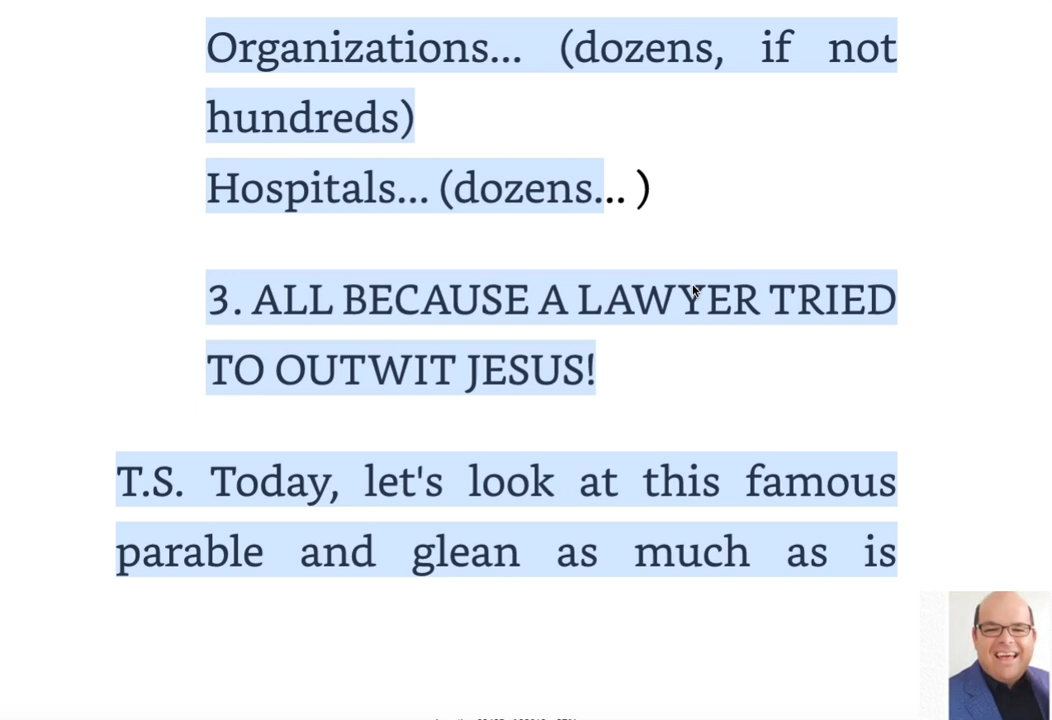 Organizations... (dozens, if not
hundreds)
Hospitals... (dozens... )
3. ALL BECAUSE A LAWYER TRIED
TO OUTWIT JESUS!
T.S. Today, let's look at this famous
parable and glean as much as is